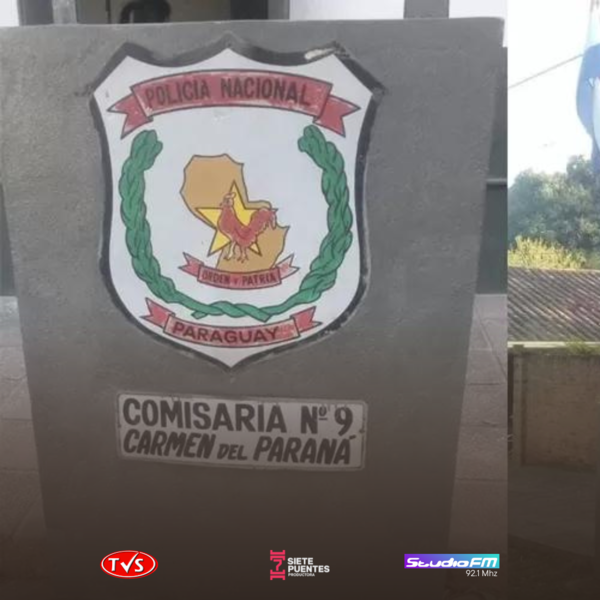 POLICIA NACIONAL
ORDEN Y PATRIA
PARAGUAY
COMISARIA Nº 9
CARMEN DEL PARANÁ
TVS
7
SIETE
PUENTES
PRODUCTORA
StudioFM
92.1 Mhz